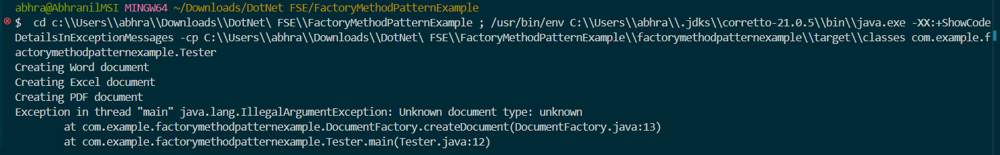 abhra@AbhranilMSI MINGW64 ~/Downloads/DotNet FSE/FactoryMethodPatternExample
$  cd c:\\Users\\abhra\\Downloads\\DotNet\ FSE\\FactoryMethodPatternExample ; /usr/bin/env C:\\Users\\abhra\\.jdks\\corretto-21.0.5\\bin\\java.exe -XX:+ShowCode
DetailsInExceptionMessages -cp C:\\Users\\abhra\\Downloads\\DotNet\ FSE\\FactoryMethodPatternExample\\factorymethodpatternexample\\target\\classes com.example.f
actorymethodpatternexample.Tester
Creating Word document
Creating Excel document
Creating PDF document
Exception in thread "main" java.lang.IllegalArgumentException: Unknown document type: unknown
        at com.example.factorymethodpatternexample.DocumentFactory.createDocument(DocumentFactory.java:13)
        at com.example.factorymethodpatternexample.Tester.main(Tester.java:12)